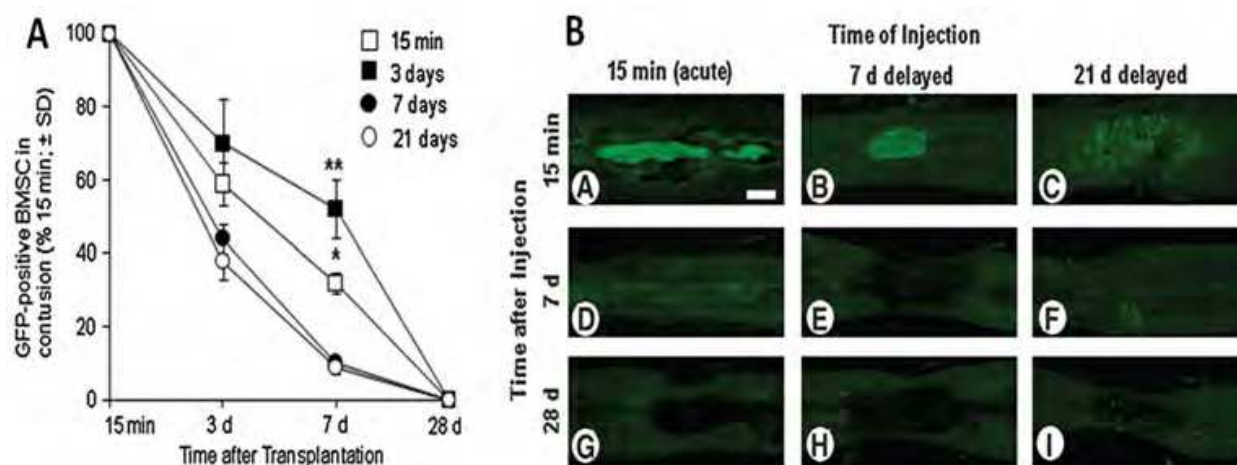 A
100
80
60
40
20
0
GFP-positive BMSC in
contusion (% 15 min; ± SD)
15 min
3 days
7 days
21 days
**
*
15 min
3 d
7 d
28 d
Time after Transplantation
B
Time of Injection
15 min (acute)
7 d delayed
21 d delayed
Time after Injection
15 min
A
B
C
7 d
D
E
F
28 d
G
H
I